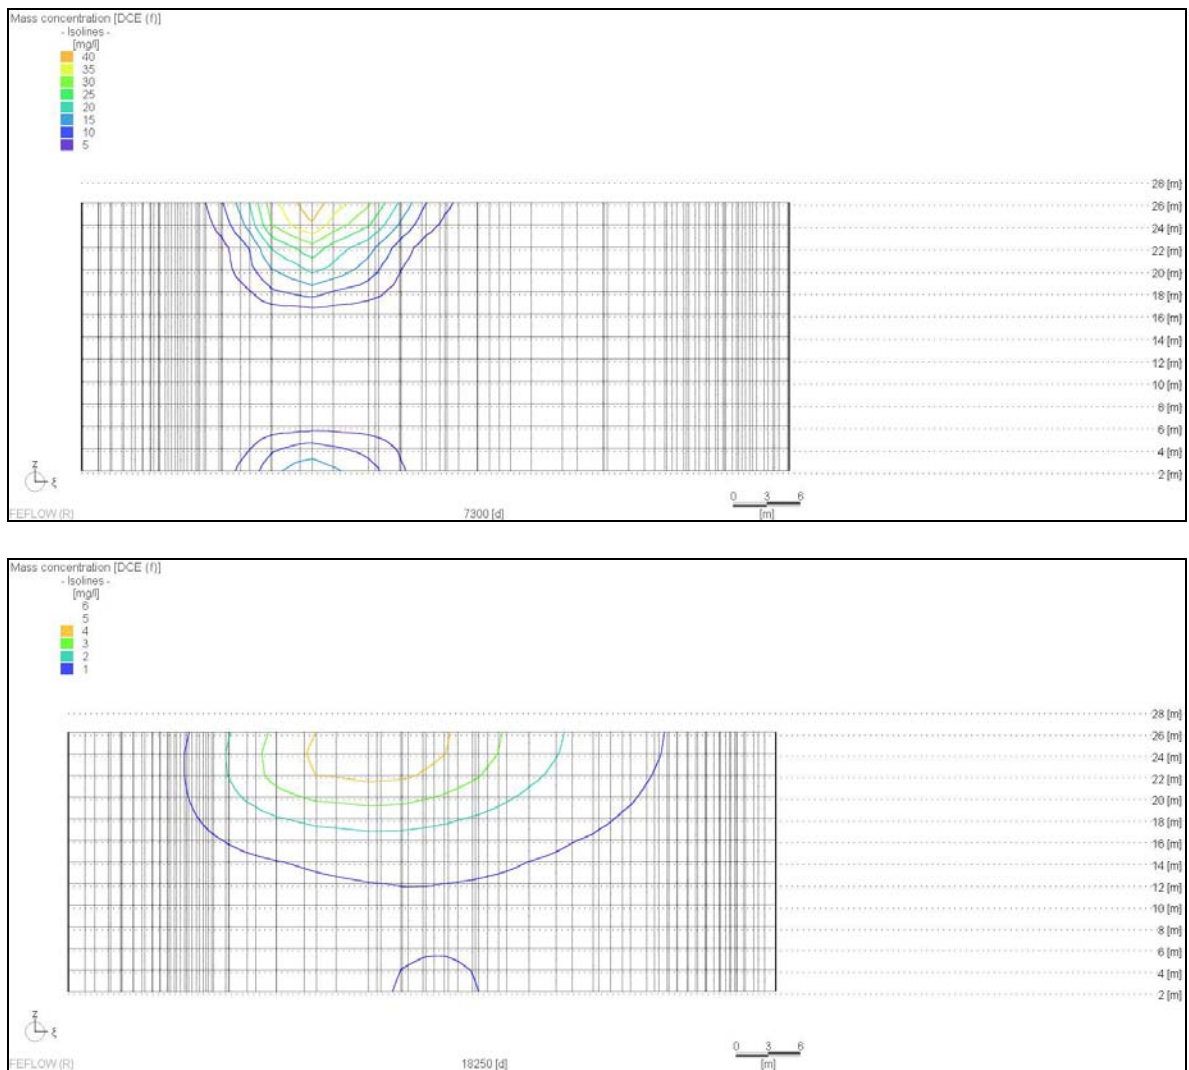 Mass concentration [DCE (f)]
- Isolines -
[mg/l]
40
35
30
25
20
15
10
5
28 [m]
26 [m]
24 [m]
22 [m]
20 [m]
18 [m]
16 [m]
14 [m]
12 [m]
10 [m]
8 [m]
6 [m]
4 [m]
2 [m]
z
ξ
0 3 6
[m]
FEFLOW (R)
7300 [d]
Mass concentration [DCE (f)]
- Isolines -
[mg/l]
6
5
4
3
2
1
28 [m]
26 [m]
24 [m]
22 [m]
20 [m]
18 [m]
16 [m]
14 [m]
12 [m]
10 [m]
8 [m]
6 [m]
4 [m]
2 [m]
z
ξ
0 3 6
[m]
FEFLOW (R)
18250 [d]